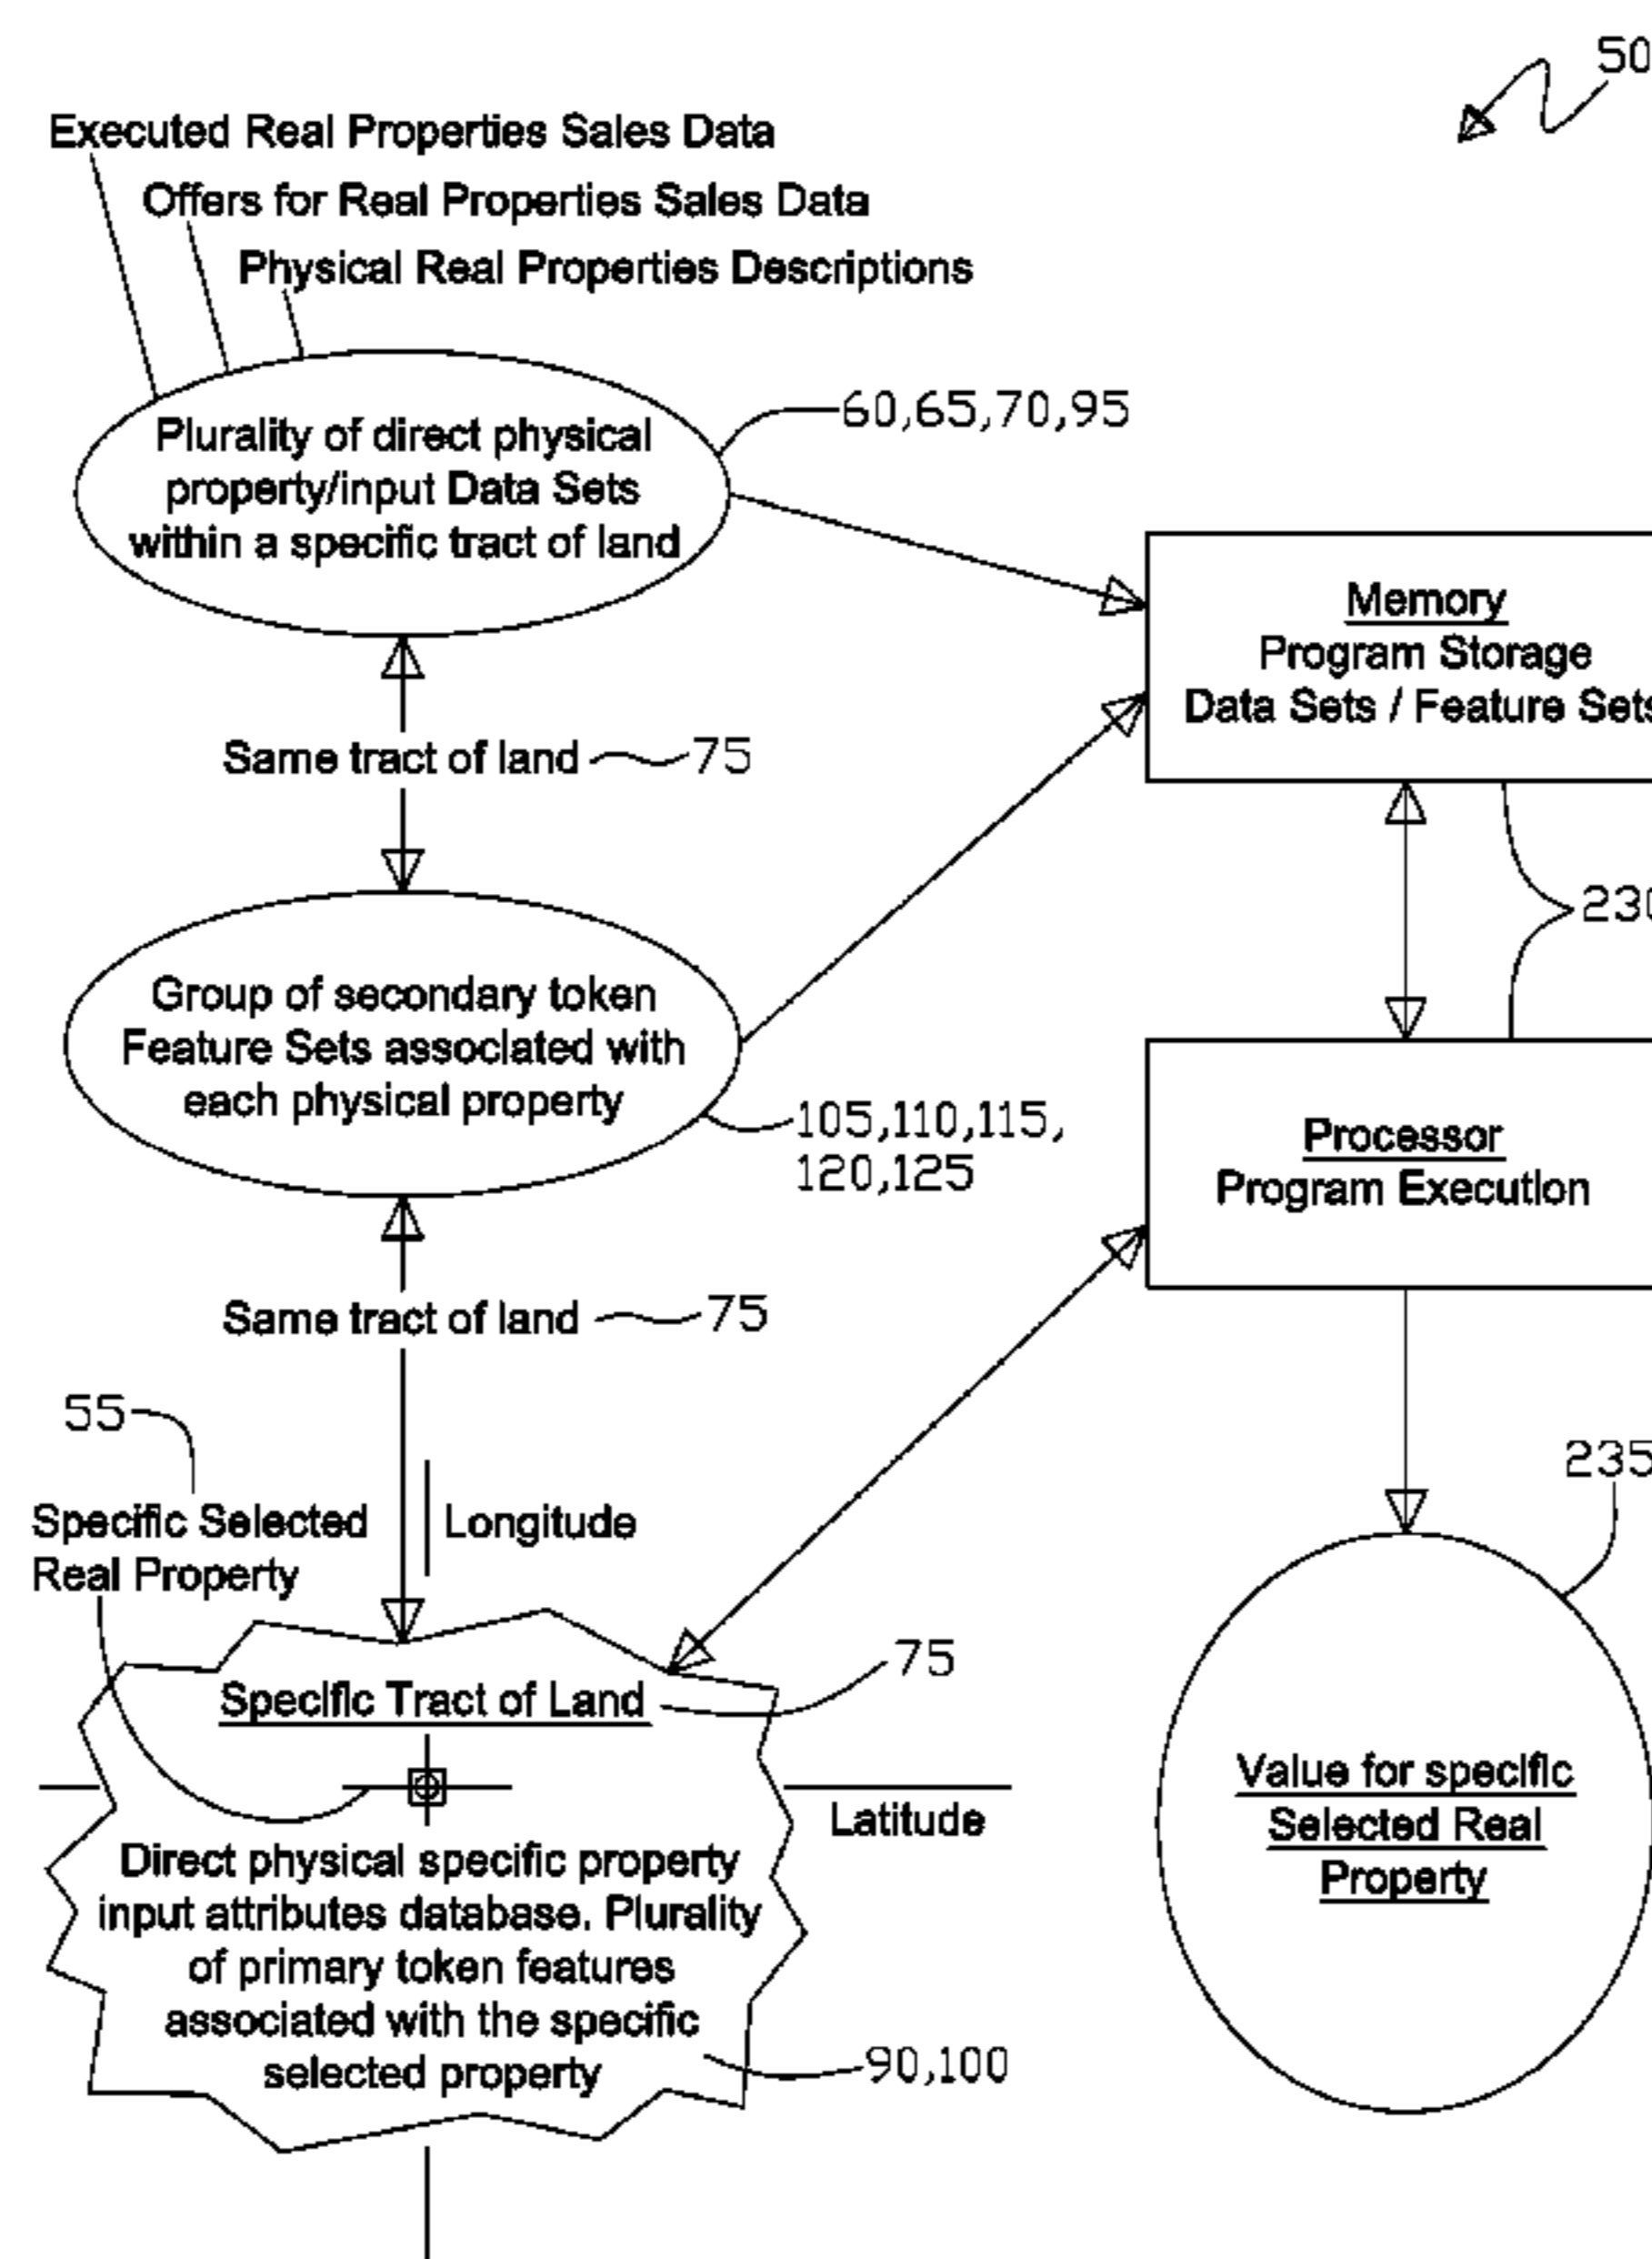 50
Executed Real Properties Sales Data
Offers for Real Properties Sales Data
Physical Real Properties Descriptions
60,65,70,95
Plurality of direct physical
property/input Data Sets
within a specific tract of land
Memory
Program Storage
Data Sets / Feature Sets
Same tract of land
75
230
Group of secondary token
Feature Sets associated with
each physical property
105,110,115,
120,125
Processor
Program Execution
Same tract of land
75
55
Specific Selected
Real Property
Longitude
235
Specific Tract of Land
75
Latitude
Direct physical specific property
input attributes database. Plurality
of primary token features
associated with the specific
selected property
90,100
Value for specific
Selected Real
Property